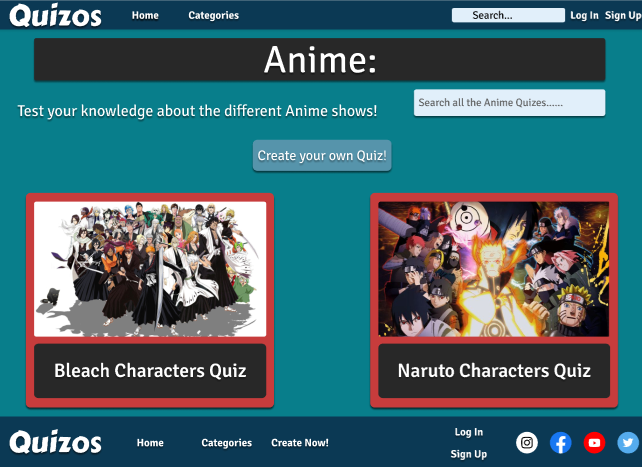 Quizos Home Categories Search... Log In Sign Up
Anime:
Test your knowledge about the different Anime shows!
Search all the Anime Quizes......
Create your own Quiz!
Bleach Characters Quiz
Naruto Characters Quiz
Quizos Home Categories Create Now!
Log In
Sign Up